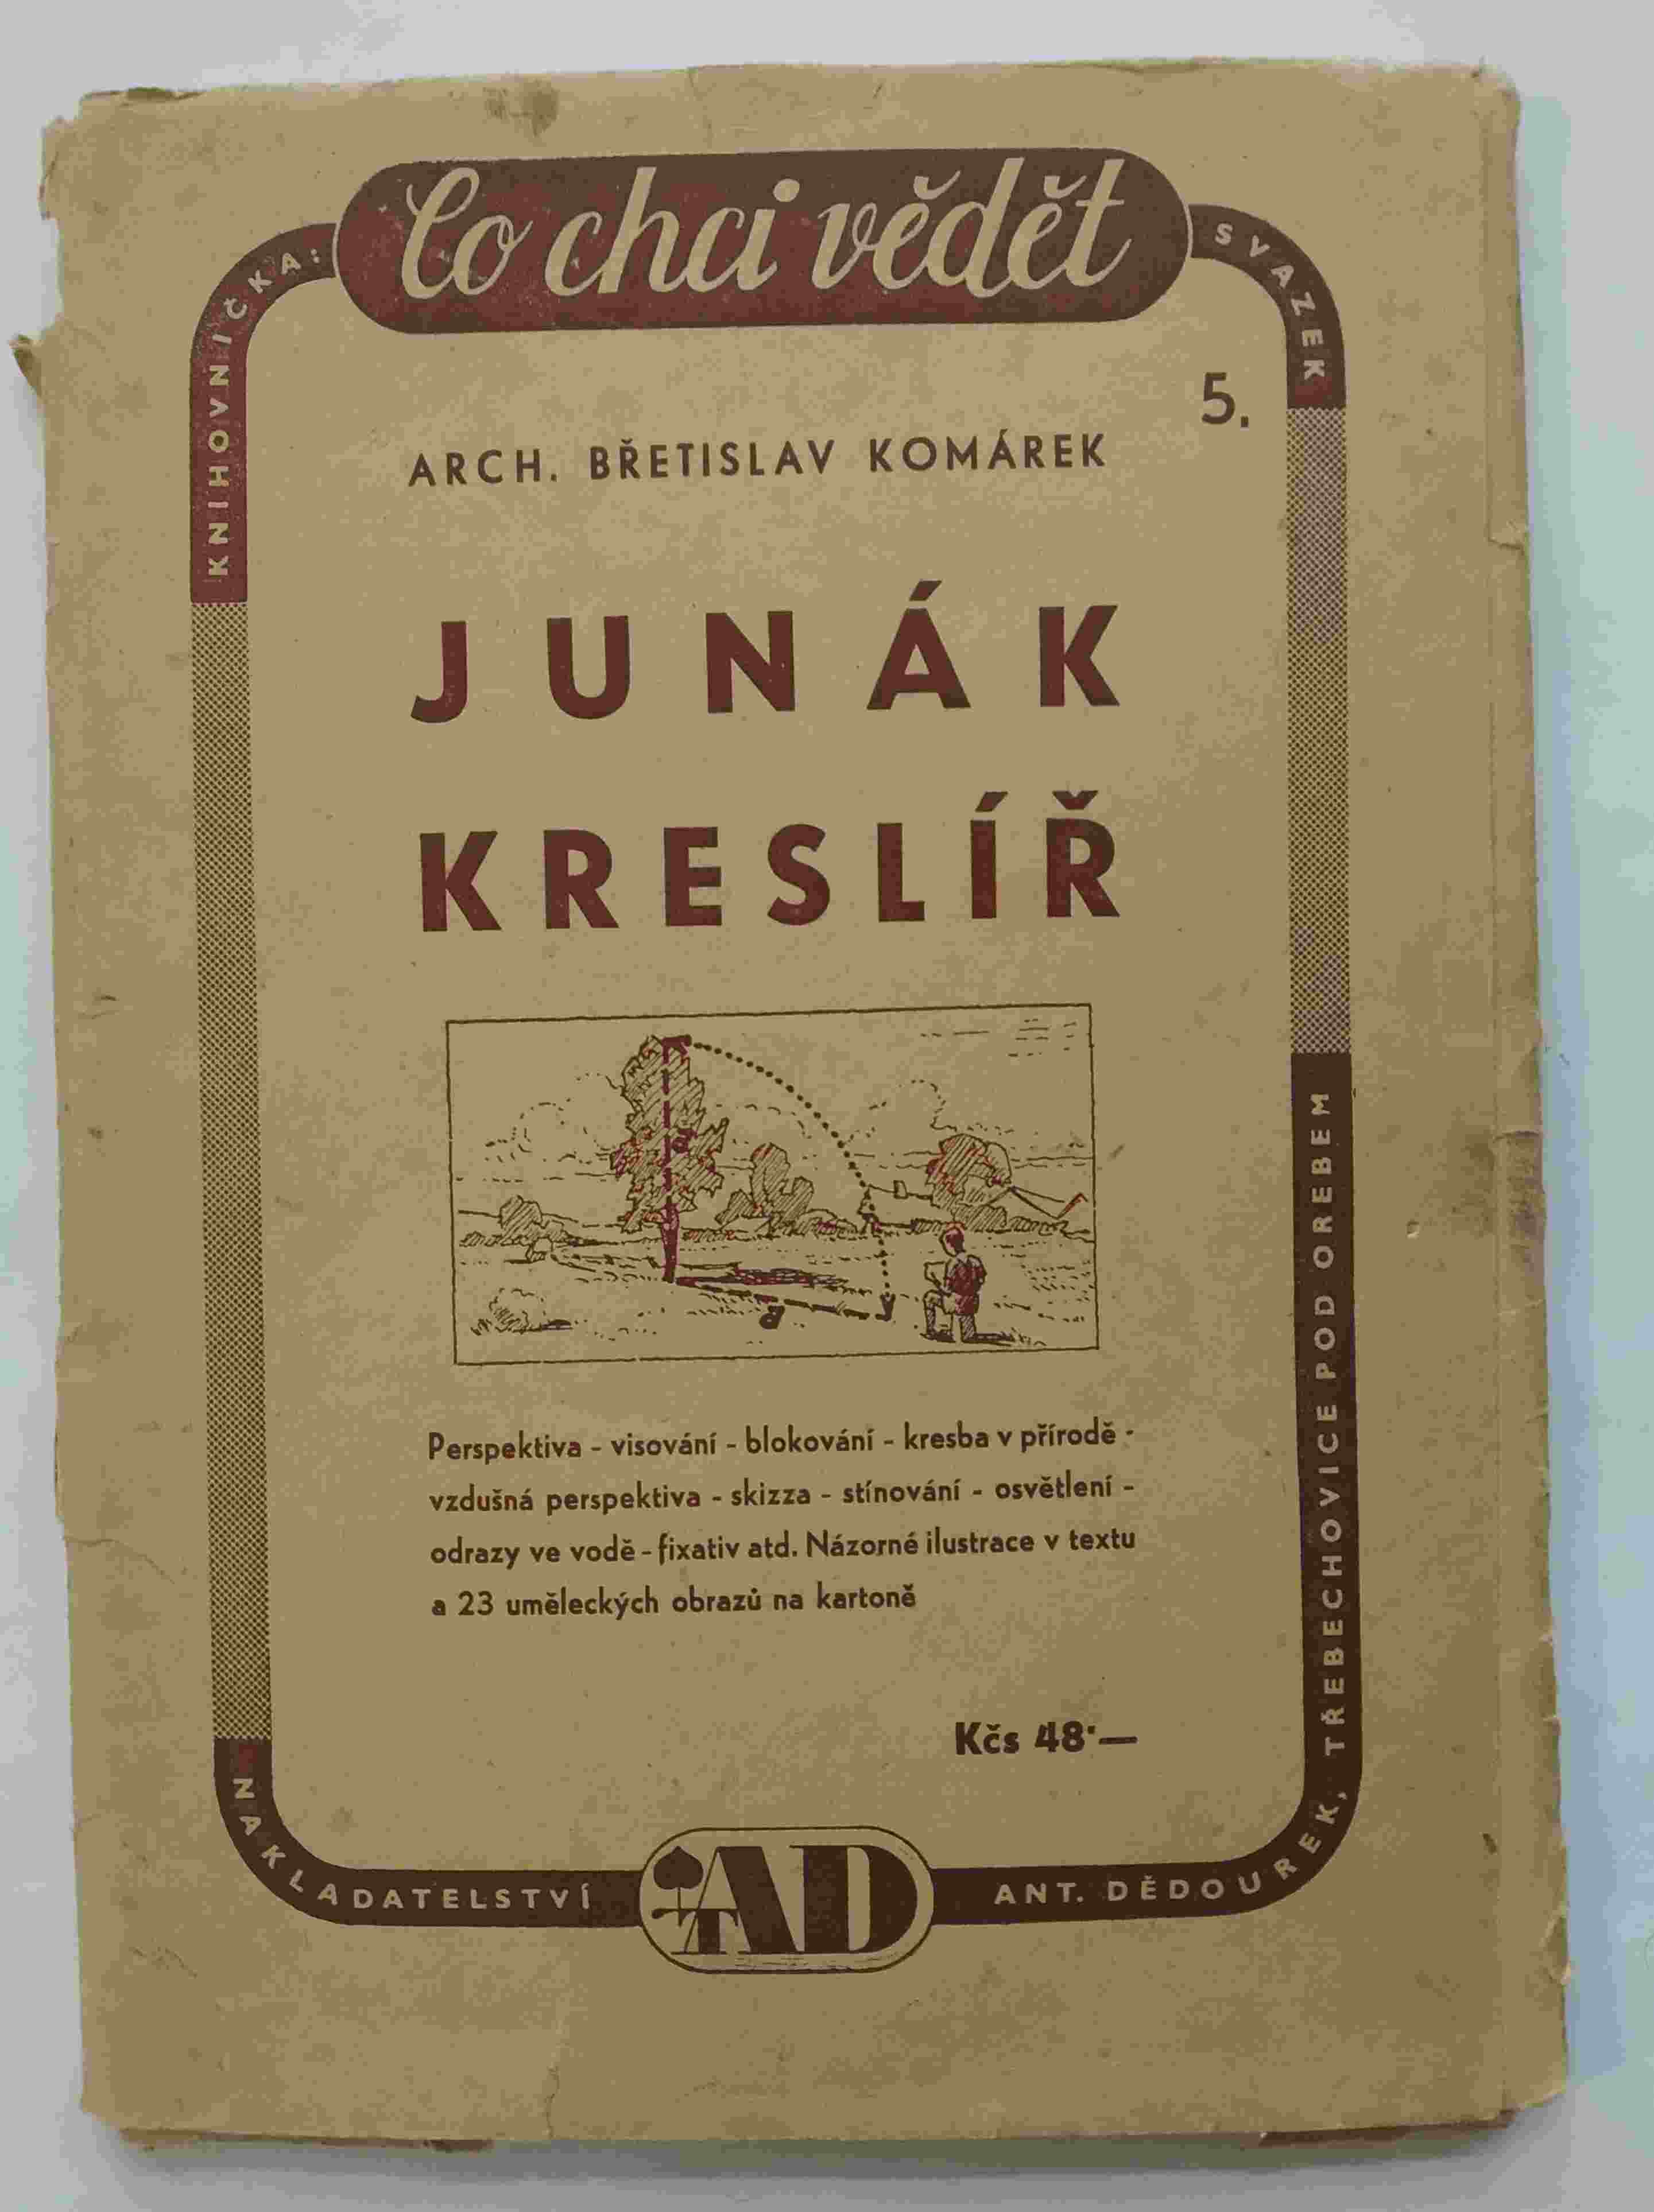 KNIHOVNIČKA:
Co chci vědět
SVAZEK
5.
ARCH. BŘETISLAV KOMÁREK
JUNÁK
KRESLÍŘ
a
a
Perspektiva - visování - blokování - kresba v přírodě -
vzdušná perspektiva - skizza - stínování - osvětlení -
odrazy ve vodě - fixativ atd. Názorné ilustrace v textu
a 23 uměleckých obrazů na kartoně
Kčs 48·—
NAKLADATELSTVÍ
AD
ANT. DĚDOUREK, TŘEBECHOVICE POD OREBEM